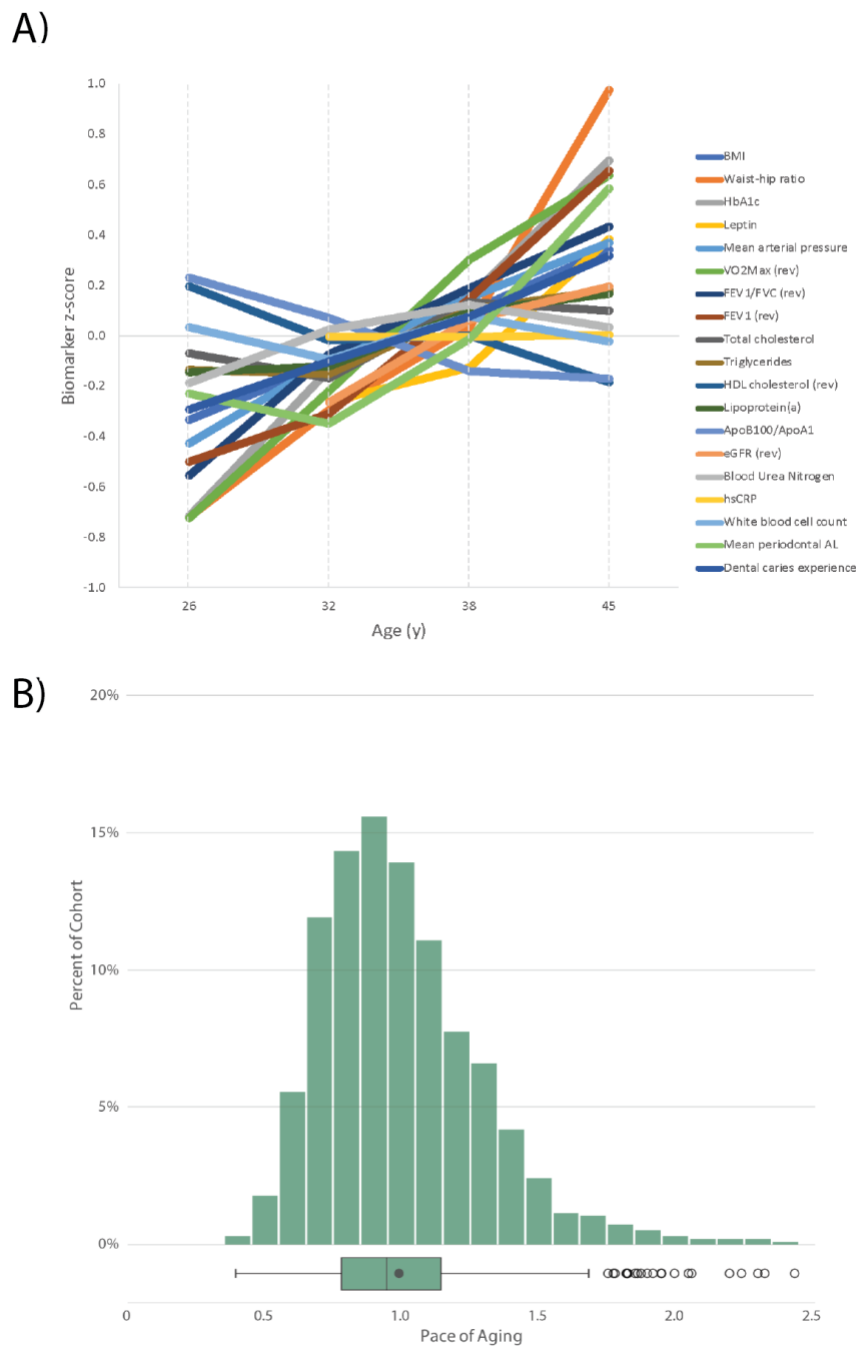 A)
1.0
0.8
0.6
0.4
0.2
0.0
-0.2
-0.4
-0.6
-0.8
-1.0
Biomarker z-score
26
32
38
45
Age (y)
BMI
Waist-hip ratio
HbA1c
Leptin
Mean arterial pressure
VO2Max (rev)
FEV1/FVC (rev)
FEV1 (rev)
Total cholesterol
Triglycerides
HDL cholesterol (rev)
Lipoprotein(a)
ApoB100/ApoA1
eGFR (rev)
Blood Urea Nitrogen
hsCRP
White blood cell count
Mean periodontal AL
Dental caries experience
B)
20%
15%
10%
5%
0%
Percent of Cohort
0
0.5
1.0
1.5
2.0
2.5
Pace of Aging